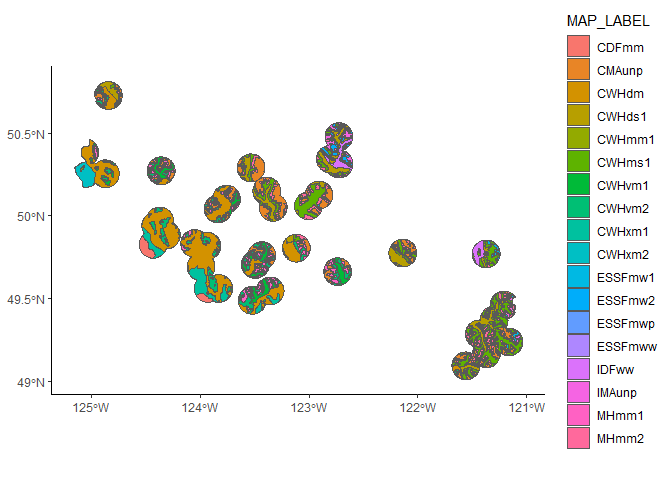 MAP_LABEL
CDFmm
CMAunp
CWHdm
CWHds1
CWHmm1
CWHms1
CWHvm1
CWHvm2
CWHxm1
CWHxm2
ESSFmw1
ESSFmw2
ESSFmwp
ESSFmww
IDFww
IMAunp
MHmm1
MHmm2
50.5°N
50°N
49.5°N
49°N
125°W 124°W 123°W 122°W 121°W